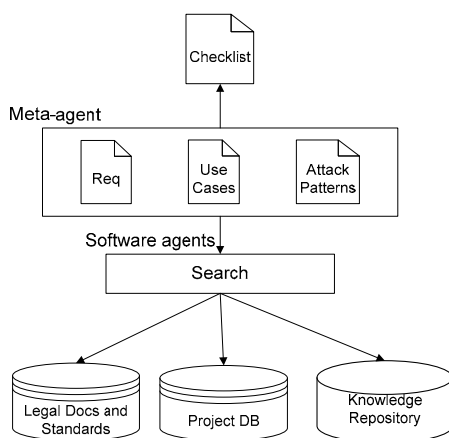 Checklist
Meta-agent
Req
Use
Cases
Attack
Patterns
Software agents
Search
Legal Docs and
Standards
Project DB
Knowledge
Repository